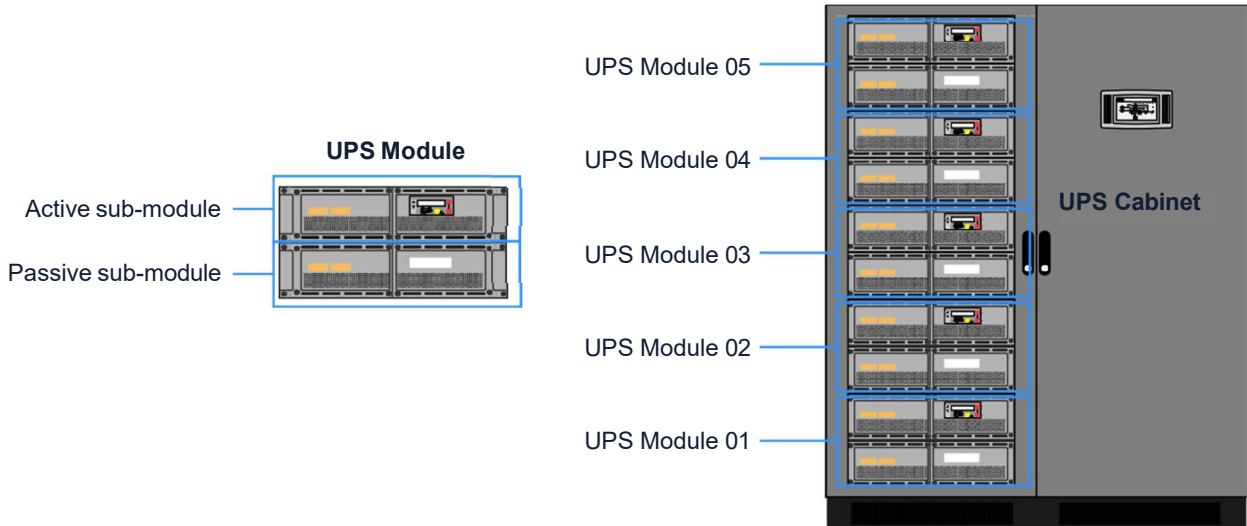 UPS Module
Active sub-module
Passive sub-module
UPS Module 05
UPS Module 04
UPS Module 03
UPS Module 02
UPS Module 01
UPS Cabinet